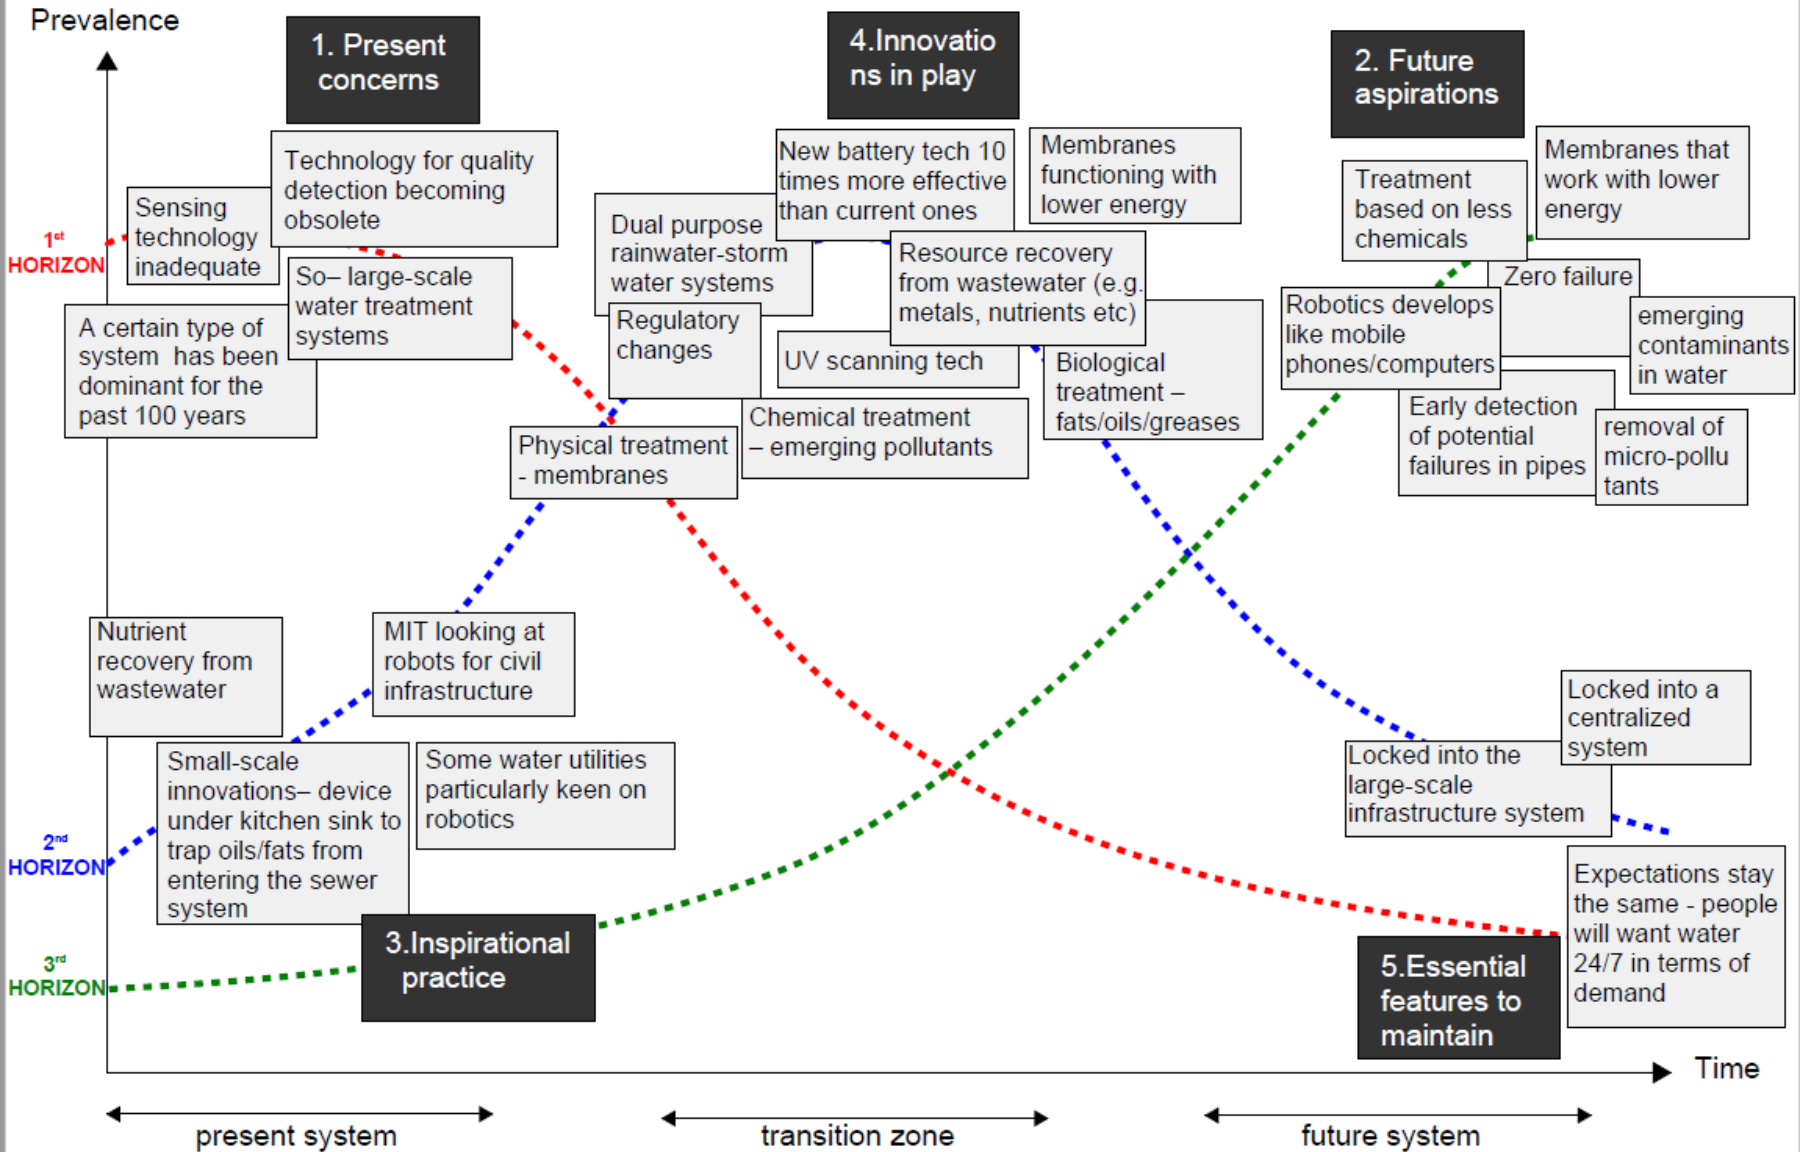 Prevalence
1. Present
concerns
4.Innovatio
ns in play
2. Future
aspirations
Technology for quality
detection becoming
obsolete
Sensing
technology
inadequate
1st
HORIZON
So– large-scale
water treatment
systems
A certain type of
system has been
dominant for the
past 100 years
New battery tech 10
times more effective
than current ones
Membranes
functioning with
lower energy
Dual purpose
rainwater-storm
water systems
Resource recovery
from wastewater (e.g.
metals, nutrients etc)
Regulatory
changes
UV scanning tech
Biological
treatment –
fats/oils/greases
Chemical treatment
– emerging pollutants
Physical treatment
- membranes
Membranes that
work with lower
energy
Treatment
based on less
chemicals
Zero failure
Robotics develops
like mobile
phones/computers
emerging
contaminants
in water
Early detection
of potential
failures in pipes
removal of
micro-pollu
tants
Nutrient
recovery from
wastewater
MIT looking at
robots for civil
infrastructure
Small-scale
innovations– device
under kitchen sink to
trap oils/fats from
entering the sewer
system
Some water utilities
particularly keen on
robotics
2nd
HORIZON
3rd
HORIZON
3.Inspirational
practice
Locked into a
centralized
system
Locked into the
large-scale
infrastructure system
Expectations stay
the same - people
will want water
24/7 in terms of
demand
5.Essential
features to
maintain
Time
present system
transition zone
future system